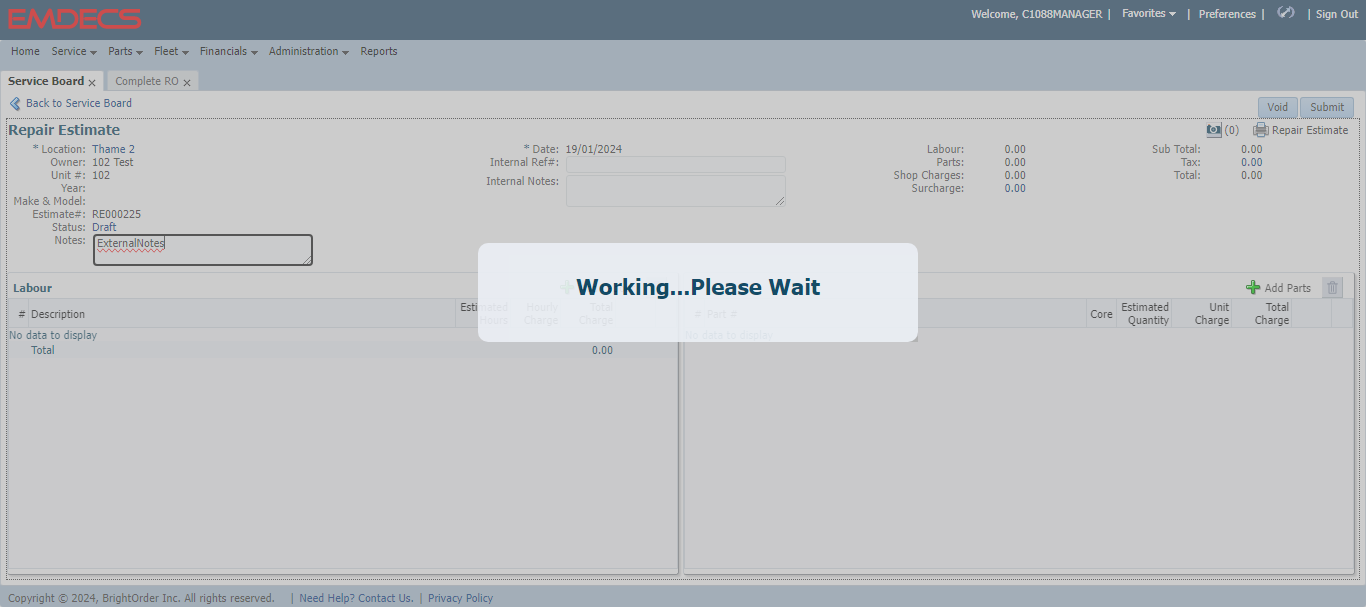 EMDECS
Welcome, C1088MANAGER | Favorites | Preferences | | Sign Out
Home Service Parts Fleet Financials Administration Reports
Service Board x Complete RO x
Back to Service Board
Void Submit
Repair Estimate
(0) Repair Estimate
* Location: Thame 2
Owner: 102 Test
Unit #: 102
Year:
Make & Model:
Estimate#: RE000225
Status: Draft
Notes: ExternalNotes
* Date: 19/01/2024
Internal Ref#:
Internal Notes:
Labour: 0.00
Parts: 0.00
Shop Charges: 0.00
Surcharge: 0.00
Sub Total: 0.00
Tax: 0.00
Total: 0.00
Working...Please Wait
Labour
# Description Estimated Hours Hourly Charge Total Charge
No data to display
Total 0.00
Add Parts
# Part # Core Estimated Quantity Unit Charge Total Charge
No data to display
Copyright © 2024, BrightOrder Inc. All rights reserved. | Need Help? Contact Us. | Privacy Policy